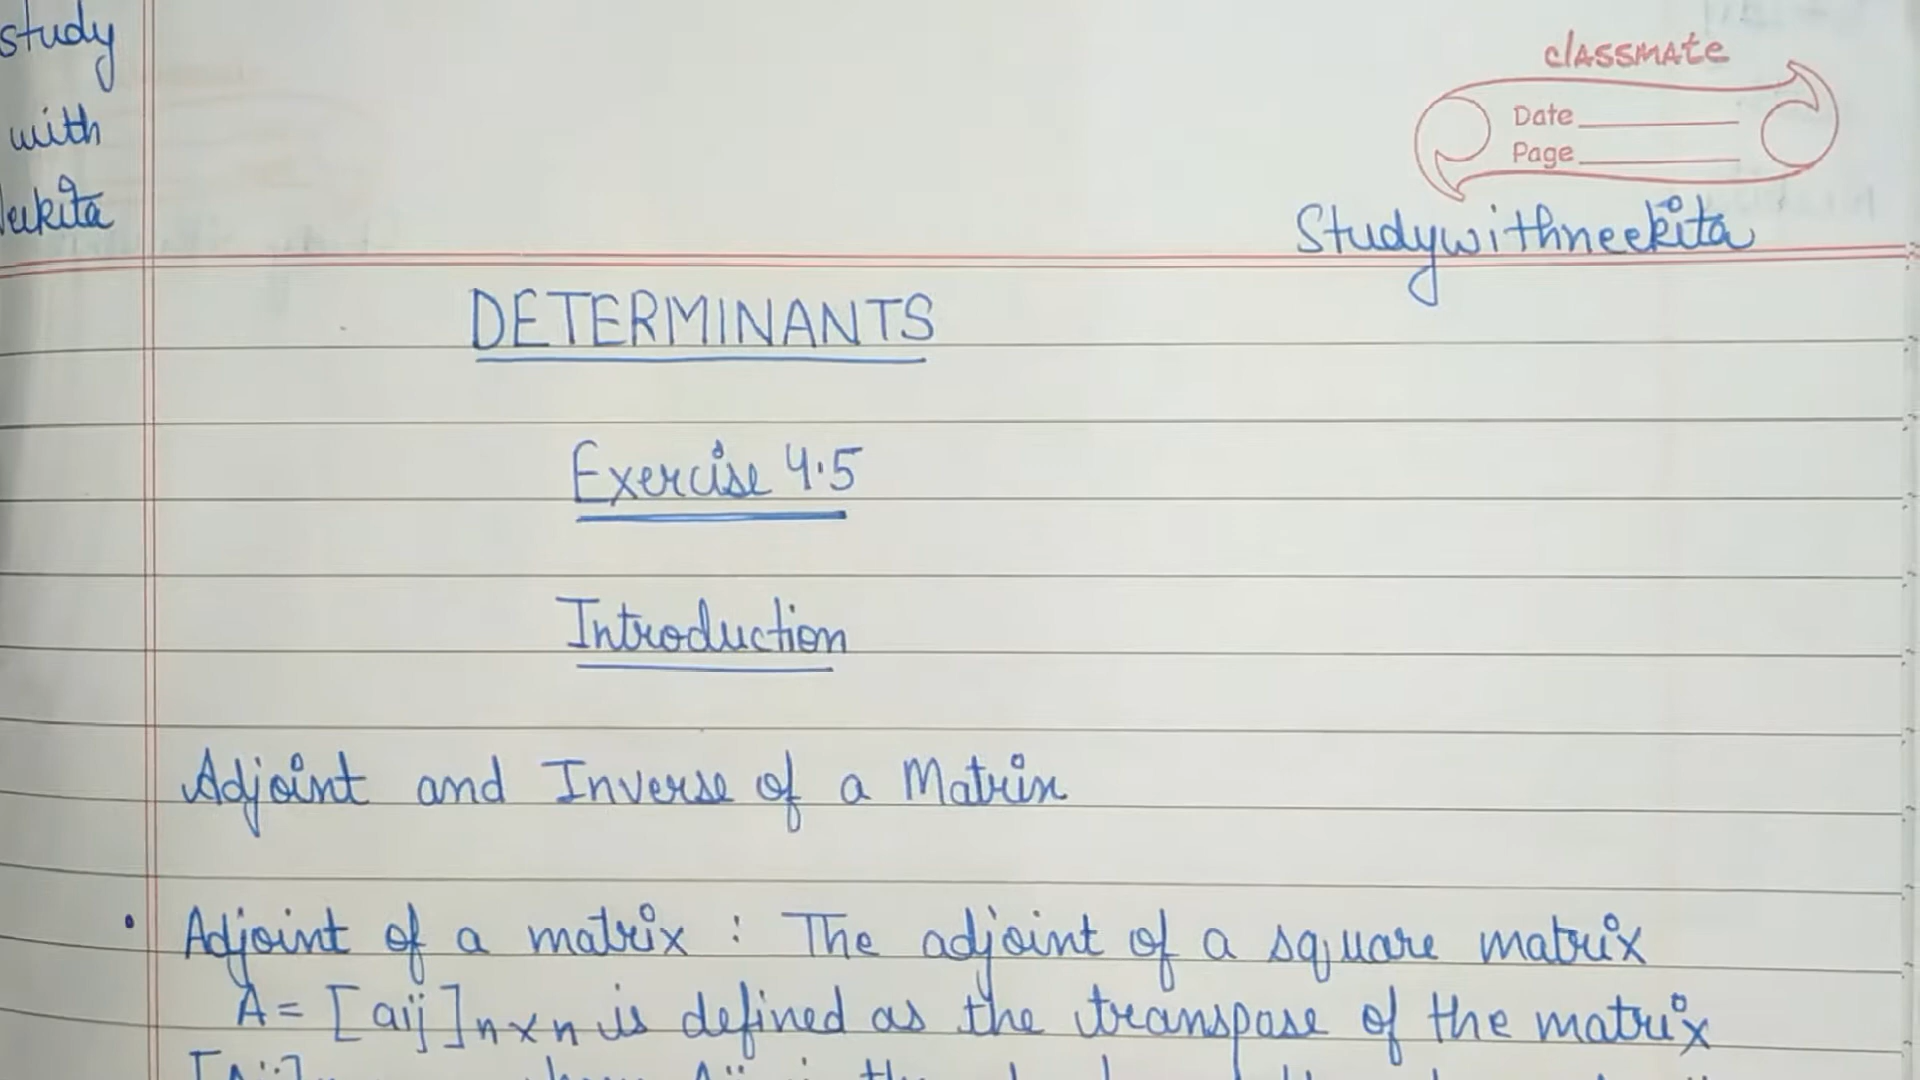 study
with
classmate
Date
Page
Studywithneekita
DETERMINANTS
Exercise 4.5
Introduction
Adjoint and Inverse of a Matrix
• Adjoint of a matrix : The adjoint of a square matrix
A = [aij]n×n is defined as the transpose of the matrix